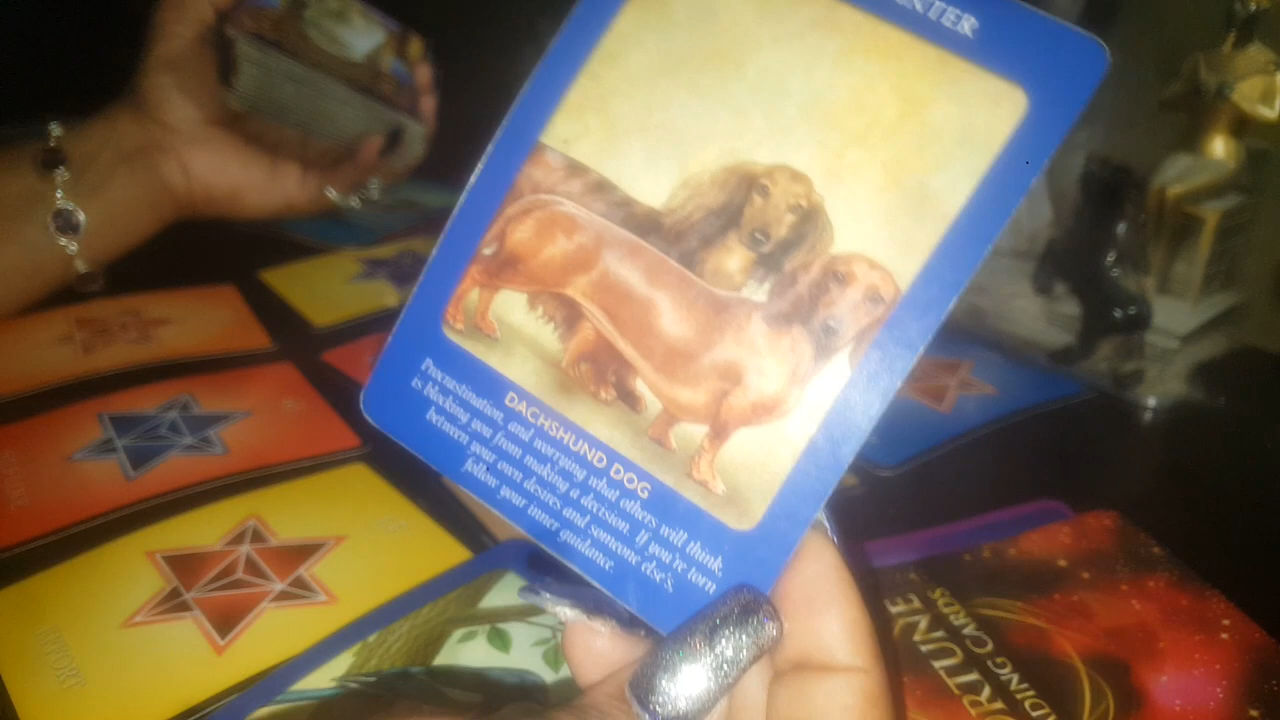 DACHSHUND DOG
Procrastination, and worrying what others will think,
is blocking you from making a decision. If you're torn
between your own desires and someone else's,
follow your inner guidance.
EFFORT